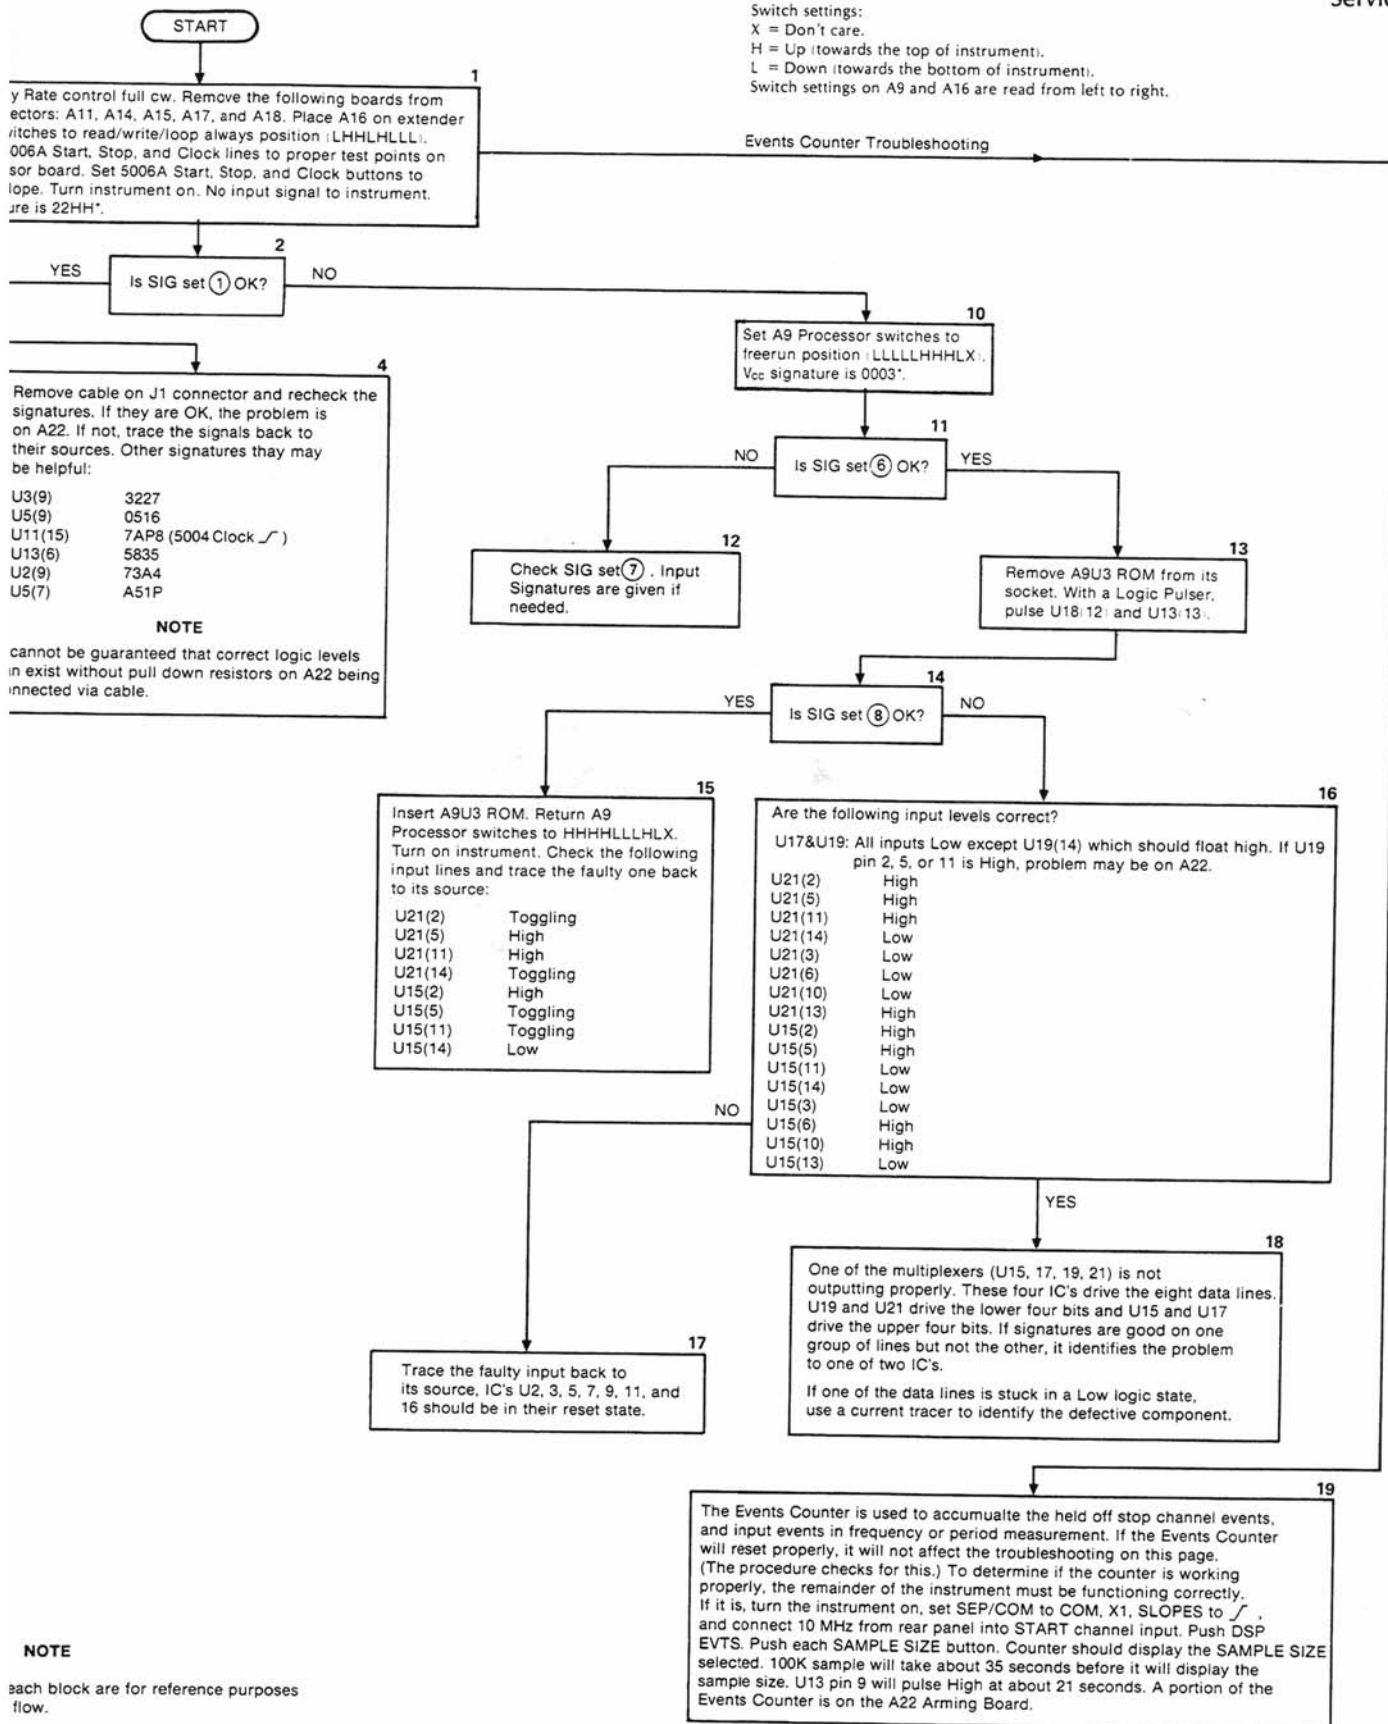 Servic
START
Switch settings:
X = Don't care.
H = Up (towards the top of instrument).
L = Down (towards the bottom of instrument).
Switch settings on A9 and A16 are read from left to right.
1
y Rate control full cw. Remove the following boards from
ectors: A11, A14, A15, A17, and A18. Place A16 on extender
vitches to read/write/loop always position (LHHLHLLL).
006A Start, Stop, and Clock lines to proper test points on
sor board. Set 5006A Start, Stop, and Clock buttons to
lope. Turn instrument on. No input signal to instrument.
ure is 22HH*.
Events Counter Troubleshooting
2
YES
Is SIG set 1 OK?
NO
10
Set A9 Processor switches to
freerun position (LLLLLHHHLX).
Vcc signature is 0003*.
4
Remove cable on J1 connector and recheck the
signatures. If they are OK, the problem is
on A22. If not, trace the signals back to
their sources. Other signatures thay may
be helpful:
U3(9) 3227
U5(9) 0516
U11(15) 7AP8 (5004 Clock )
U13(6) 5835
U2(9) 73A4
U5(7) A51P
NOTE
cannot be guaranteed that correct logic levels
an exist without pull down resistors on A22 being
nnected via cable.
11
NO
Is SIG set 6 OK?
YES
12
Check SIG set 7 . Input
Signatures are given if
needed.
13
Remove A9U3 ROM from its
socket. With a Logic Pulser,
pulse U18(12) and U13(13).
14
YES
Is SIG set 8 OK?
NO
15
Insert A9U3 ROM. Return A9
Processor switches to HHHHLLLHLX.
Turn on instrument. Check the following
input lines and trace the faulty one back
to its source:
U21(2) Toggling
U21(5) High
U21(11) High
U21(14) Toggling
U15(2) High
U15(5) Toggling
U15(11) Toggling
U15(14) Low
16
Are the following input levels correct?
U17&U19: All inputs Low except U19(14) which should float high. If U19
pin 2, 5, or 11 is High, problem may be on A22.
U21(2) High
U21(5) High
U21(11) High
U21(14) Low
U21(3) Low
U21(6) Low
U21(10) Low
U21(13) High
U15(2) High
U15(5) High
U15(11) Low
U15(14) Low
U15(3) Low
U15(6) High
U15(10) High
U15(13) Low
NO
YES
17
Trace the faulty input back to
its source, IC's U2, 3, 5, 7, 9, 11, and
16 should be in their reset state.
18
One of the multiplexers (U15, 17, 19, 21) is not
outputting properly. These four IC's drive the eight data lines.
U19 and U21 drive the lower four bits and U15 and U17
drive the upper four bits. If signatures are good on one
group of lines but not the other, it identifies the problem
to one of two IC's.
If one of the data lines is stuck in a Low logic state,
use a current tracer to identify the defective component.
19
The Events Counter is used to accumualte the held off stop channel events,
and input events in frequency or period measurement. If the Events Counter
will reset properly, it will not affect the troubleshooting on this page.
(The procedure checks for this.) To determine if the counter is working
properly, the remainder of the instrument must be functioning correctly.
If it is, turn the instrument on, set SEP/COM to COM, X1, SLOPES to ,
and connect 10 MHz from rear panel into START channel input. Push DSP
EVTS. Push each SAMPLE SIZE button. Counter should display the SAMPLE SIZE
selected. 100K sample will take about 35 seconds before it will display the
sample size. U13 pin 9 will pulse High at about 21 seconds. A portion of the
Events Counter is on the A22 Arming Board.
NOTE
each block are for reference purposes
flow.